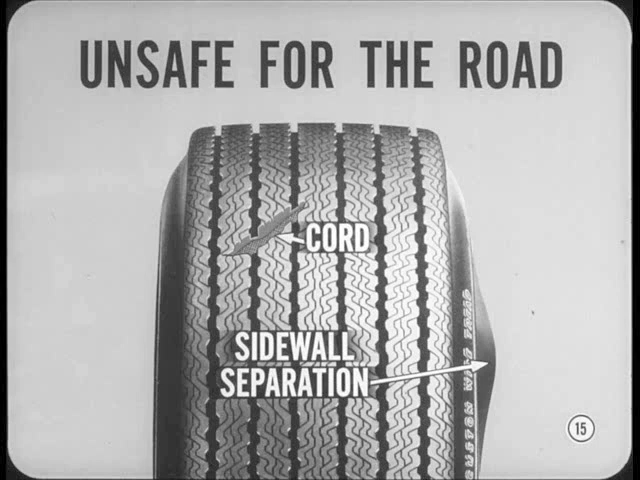 UNSAFE FOR THE ROAD
CORD
SIDEWALL
SEPARATION
15